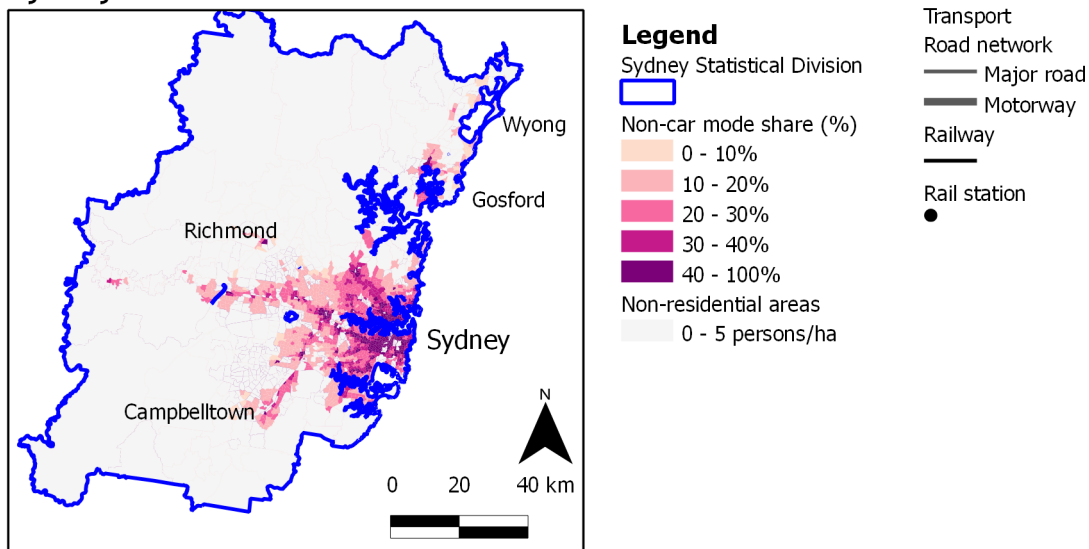 Wyong
Gosford
Richmond
Sydney
Campbelltown
N
0 20 40 km
Legend
Sydney Statistical Division
Non-car mode share (%)
0 - 10%
10 - 20%
20 - 30%
30 - 40%
40 - 100%
Non-residential areas
0 - 5 persons/ha
Transport
Road network
Major road
Motorway
Railway
Rail station